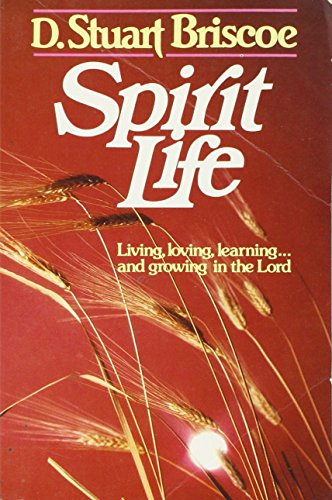 D. Stuart Briscoe
Spirit
Life
Living, loving, learning...
and growing in the Lord